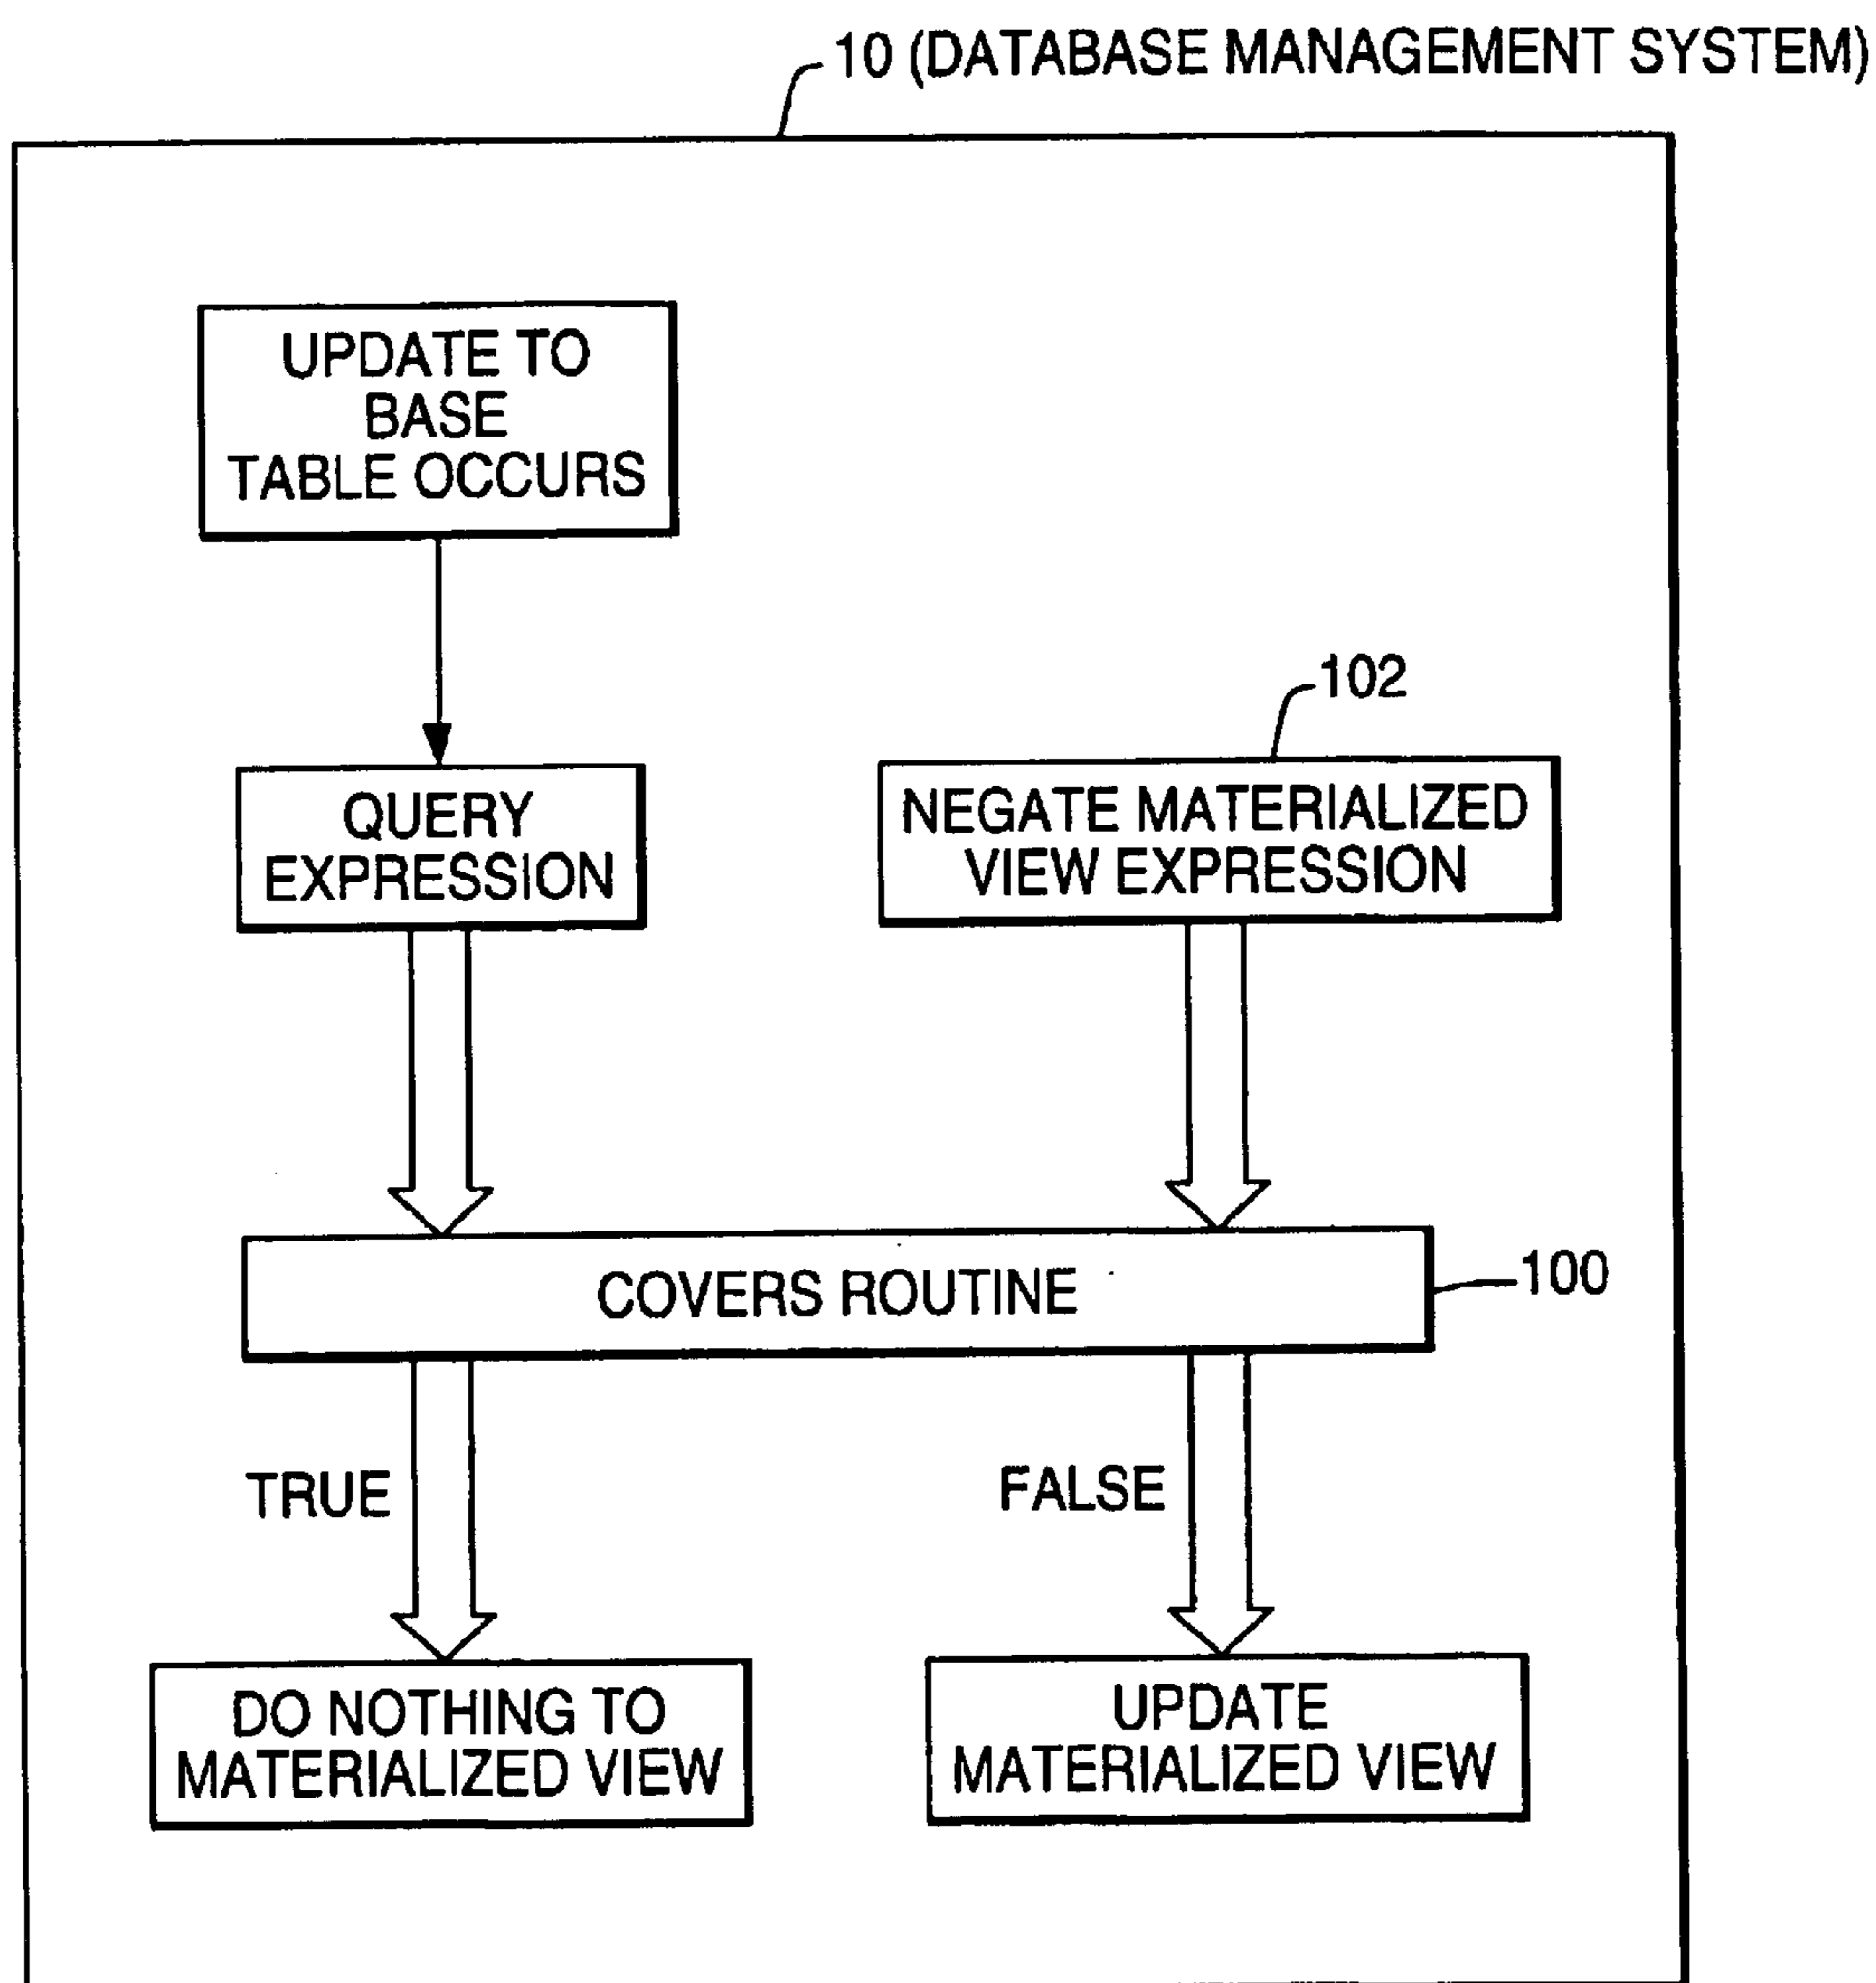 10 (DATABASE MANAGEMENT SYSTEM)
UPDATE TO
BASE
TABLE OCCURS
102
QUERY
EXPRESSION
NEGATE MATERIALIZED
VIEW EXPRESSION
COVERS ROUTINE
100
TRUE
FALSE
DO NOTHING TO
MATERIALIZED VIEW
UPDATE
MATERIALIZED VIEW